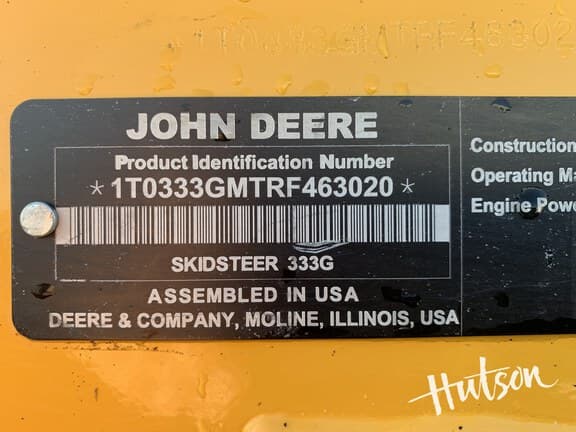 1T0333GMTRF463020
JOHN DEERE
Product Identification Number
*1T0333GMTRF463020*
SKIDSTEER 333G
ASSEMBLED IN USA
DEERE & COMPANY, MOLINE, ILLINOIS, USA
Construction
Operating Ma
Engine Powe
Hutson